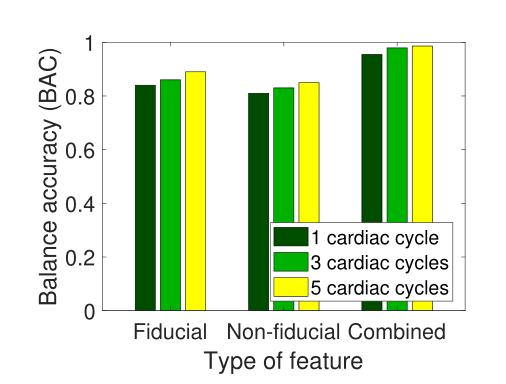 Balance accuracy (BAC)
1
0.8
0.6
0.4
0.2
0
1 cardiac cycle
3 cardiac cycles
5 cardiac cycles
Fiducial Non-fiducial Combined
Type of feature